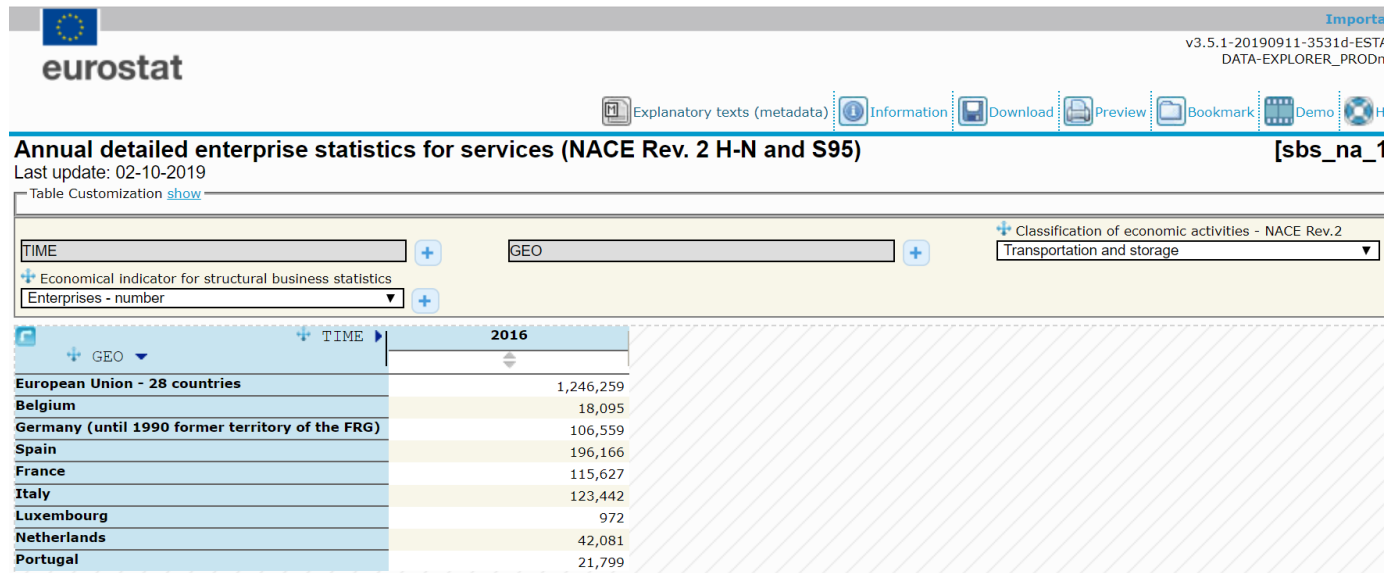 Importa
v3.5.1-20190911-3531d-ESTA
DATA-EXPLORER_PRODn
eurostat
Explanatory texts (metadata) Information Download Preview Bookmark Demo H
Annual detailed enterprise statistics for services (NACE Rev. 2 H-N and S95) [sbs_na_1
Last update: 02-10-2019
Table Customization show
Classification of economic activities - NACE Rev.2
TIME + GEO + Transportation and storage
Economical indicator for structural business statistics
Enterprises - number +
TIME 2016
GEO
European Union - 28 countries 1,246,259
Belgium 18,095
Germany (until 1990 former territory of the FRG) 106,559
Spain 196,166
France 115,627
Italy 123,442
Luxembourg 972
Netherlands 42,081
Portugal 21,799